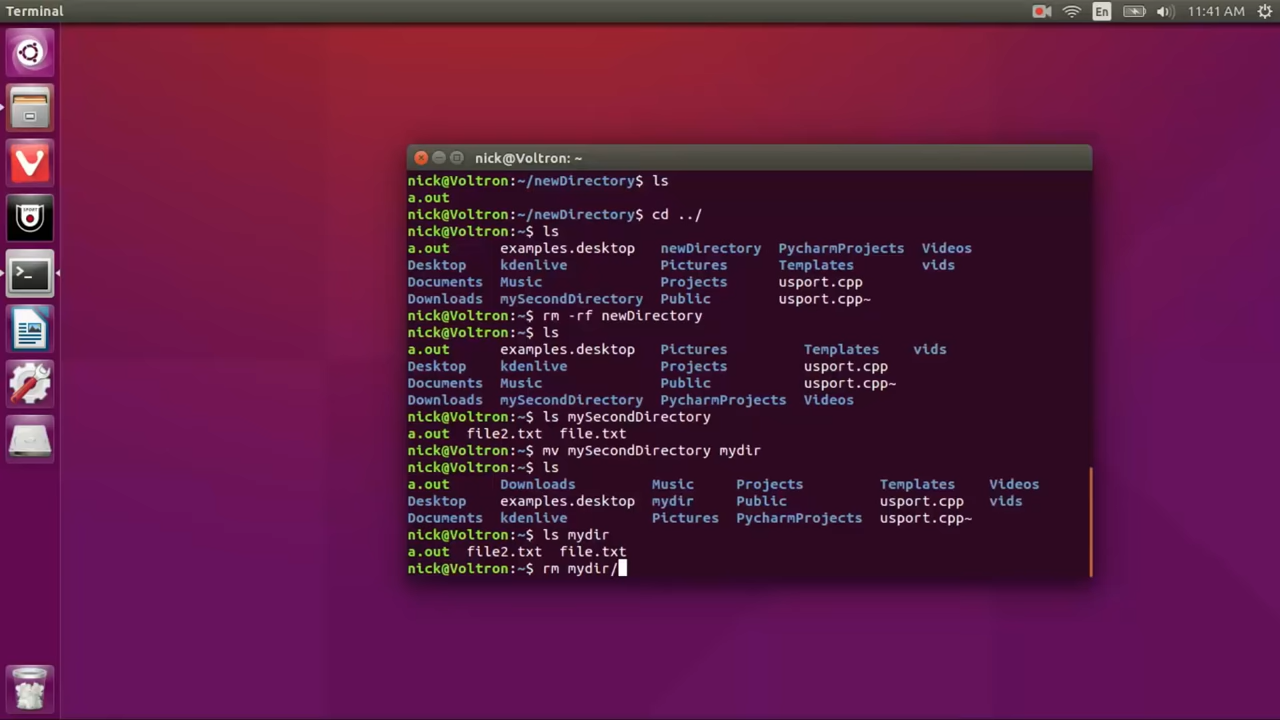 Terminal
En
11:41 AM
nick@Voltron: ~
nick@Voltron:~/newDirectory$ ls
a.out
nick@Voltron:~/newDirectory$ cd ../
nick@Voltron:~$ ls
a.out examples.desktop newDirectory PycharmProjects Videos
Desktop kdenlive Pictures Templates vids
Documents Music Projects usport.cpp
Downloads mySecondDirectory Public usport.cpp~
nick@Voltron:~$ rm -rf newDirectory
nick@Voltron:~$ ls
a.out examples.desktop Pictures Templates vids
Desktop kdenlive Projects usport.cpp
Documents Music Public usport.cpp~
Downloads mySecondDirectory PycharmProjects Videos
nick@Voltron:~$ ls mySecondDirectory
a.out file2.txt file.txt
nick@Voltron:~$ mv mySecondDirectory mydir
nick@Voltron:~$ ls
a.out Downloads Music Projects Templates Videos
Desktop examples.desktop mydir Public usport.cpp vids
Documents kdenlive Pictures PycharmProjects usport.cpp~
nick@Voltron:~$ ls mydir
a.out file2.txt file.txt
nick@Voltron:~$ rm mydir/